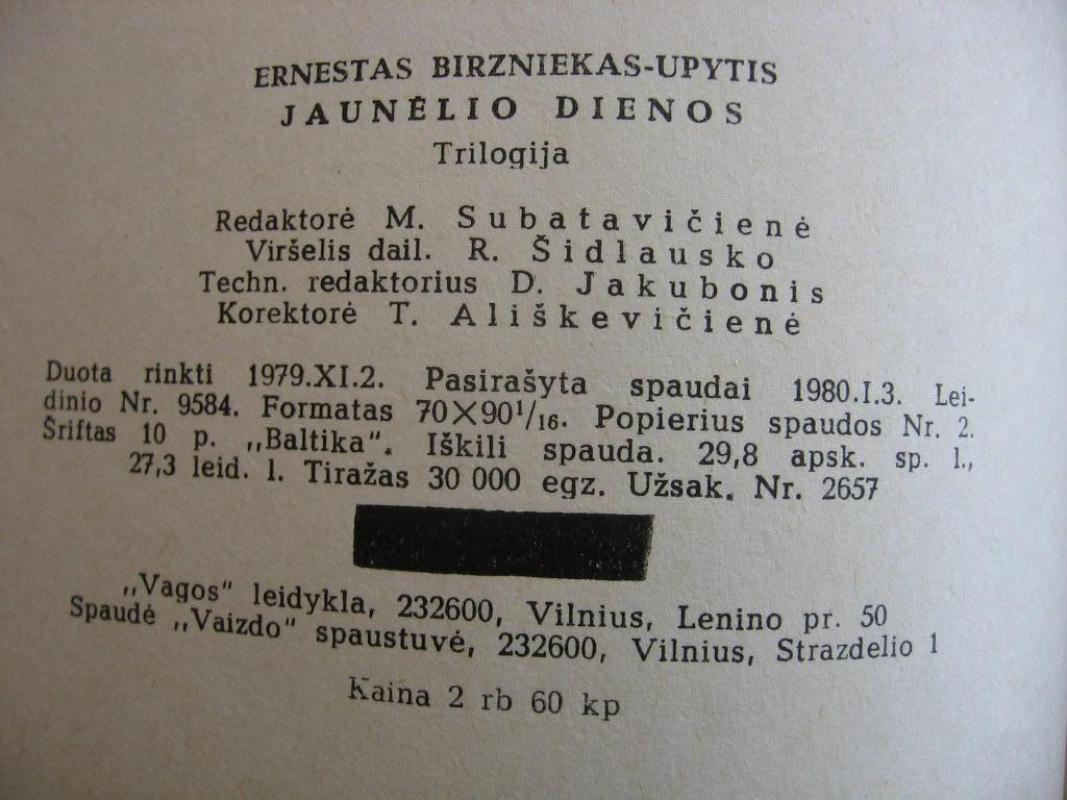 ERNESTAS BIRZNIEKAS-UPYTIS
JAUNĖLIO DIENOS
Trilogija
Redaktorė M. Subatavičienė
Viršelis dail. R. Šidlausko
Techn. redaktorius D. Jakubonis
Korektorė T. Ališkevičienė
Duota rinkti 1979.XI.2. Pasirašyta spaudai 1980.I.3. Lei-
dinio Nr. 9584. Formatas 70×90¹/₁₆. Popierius spaudos Nr. 2.
Šriftas 10 p. „Baltika“. Iškili spauda. 29,8 apsk. sp. l.,
27,3 leid. l. Tiražas 30 000 egz. Užsak. Nr. 2657
„Vagos“ leidykla, 232600, Vilnius, Lenino pr. 50
Spaudė „Vaizdo“ spaustuvė, 232600, Vilnius, Strazdelio 1
Kaina 2 rb 60 kp